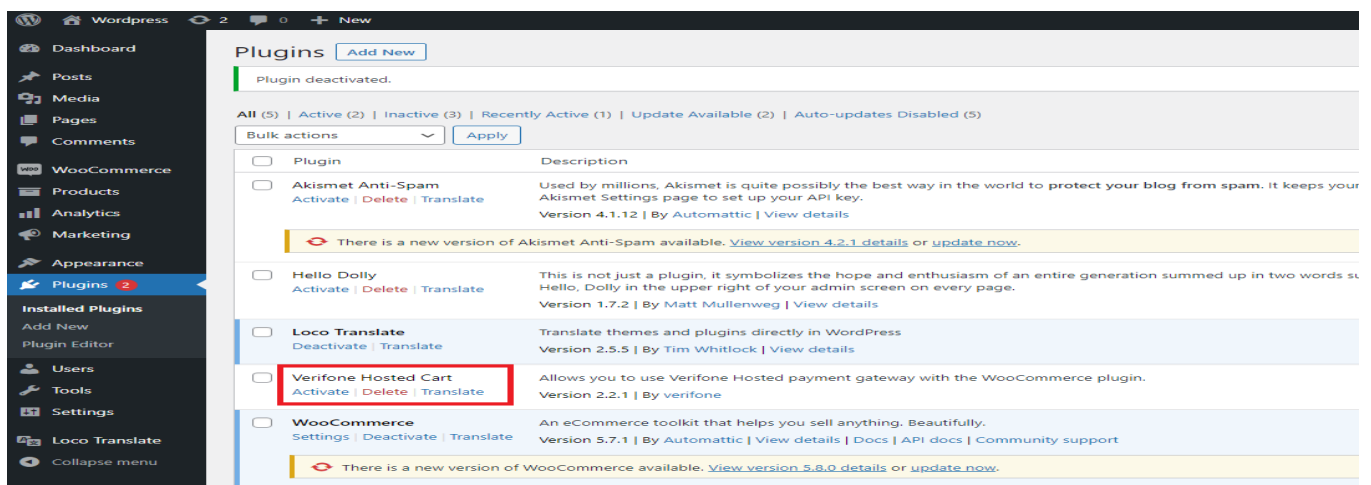 Wordpress 2 0 + New
Dashboard
Posts
Media
Pages
Comments
WooCommerce
Products
Analytics
Marketing
Appearance
Plugins 2
Installed Plugins
Add New
Plugin Editor
Users
Tools
Settings
Loco Translate
Collapse menu
Plugins Add New
Plugin deactivated.
All (5) | Active (2) | Inactive (3) | Recently Active (1) | Update Available (2) | Auto-updates Disabled (5)
Bulk actions Apply
Plugin Description
Akismet Anti-Spam
Activate | Delete | Translate
Used by millions, Akismet is quite possibly the best way in the world to protect your blog from spam. It keeps your
Akismet Settings page to set up your API key.
Version 4.1.12 | By Automattic | View details
There is a new version of Akismet Anti-Spam available. View version 4.2.1 details or update now.
Hello Dolly
Activate | Delete | Translate
This is not just a plugin, it symbolizes the hope and enthusiasm of an entire generation summed up in two words
Hello, Dolly in the upper right of your admin screen on every page.
Version 1.7.2 | By Matt Mullenweg | View details
Loco Translate
Deactivate | Translate
Translate themes and plugins directly in WordPress
Version 2.5.5 | By Tim Whitlock | View details
Verifone Hosted Cart
Activate | Delete | Translate
Allows you to use Verifone Hosted payment gateway with the WooCommerce plugin.
Version 2.2.1 | By verifone
WooCommerce
Settings | Deactivate | Translate
An eCommerce toolkit that helps you sell anything. Beautifully.
Version 5.7.1 | By Automattic | View details | Docs | API docs | Community support
There is a new version of WooCommerce available. View version 5.8.0 details or update now.